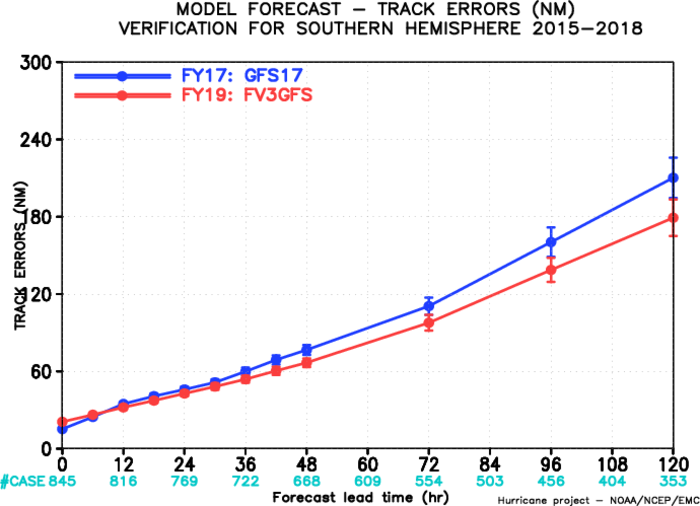 MODEL FORECAST – TRACK ERRORS (NM)
VERIFICATION FOR SOUTHERN HEMISPHERE 2015–2018
FY17: GFS17
FY19: FV3GFS
300
240
180
120
60
0
TRACK ERRORS (NM)
0 12 24 36 48 60 72 84 96 108 120
#CASE 845 816 769 722 668 609 554 503 456 404 353
Forecast lead time (hr)
Hurricane project – NOAA/NCEP/EMC